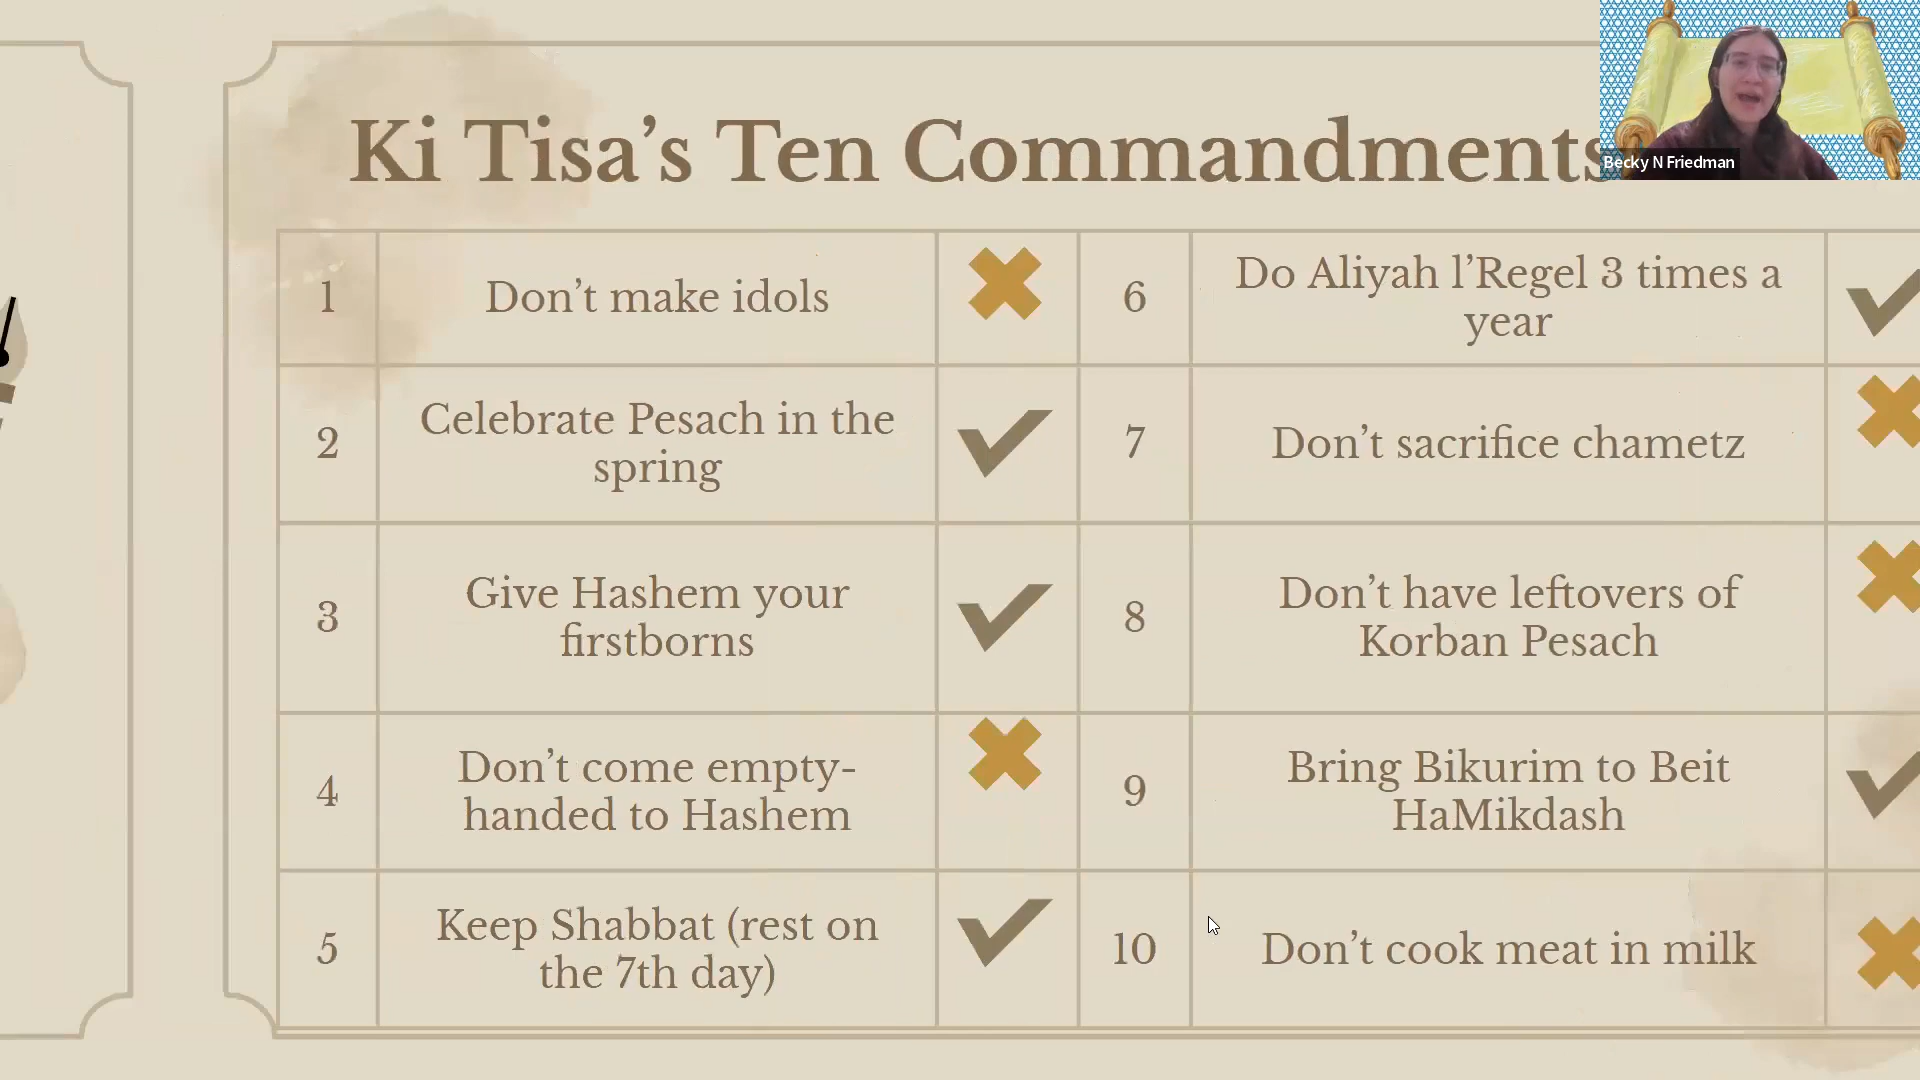 Ki Tisa’s Ten Commandments
Becky N Friedman
1
Don’t make idols
6
Do Aliyah l’Regel 3 times a
year
2
Celebrate Pesach in the
spring
7
Don’t sacrifice chametz
3
Give Hashem your
firstborns
8
Don’t have leftovers of
Korban Pesach
4
Don’t come empty-
handed to Hashem
9
Bring Bikurim to Beit
HaMikdash
5
Keep Shabbat (rest on
the 7th day)
10
Don’t cook meat in milk